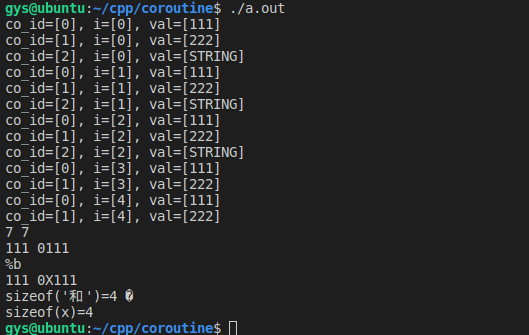 gys@ubuntu:~/cpp/coroutine$ ./a.out
co_id=[0], i=[0], val=[111]
co_id=[1], i=[0], val=[222]
co_id=[2], i=[0], val=[STRING]
co_id=[0], i=[1], val=[111]
co_id=[1], i=[1], val=[222]
co_id=[2], i=[1], val=[STRING]
co_id=[0], i=[2], val=[111]
co_id=[1], i=[2], val=[222]
co_id=[2], i=[2], val=[STRING]
co_id=[0], i=[3], val=[111]
co_id=[1], i=[3], val=[222]
co_id=[0], i=[4], val=[111]
co_id=[1], i=[4], val=[222]
7 7
111 0111
%b
111 0X111
sizeof('和')=4 �
sizeof(x)=4
gys@ubuntu:~/cpp/coroutine$